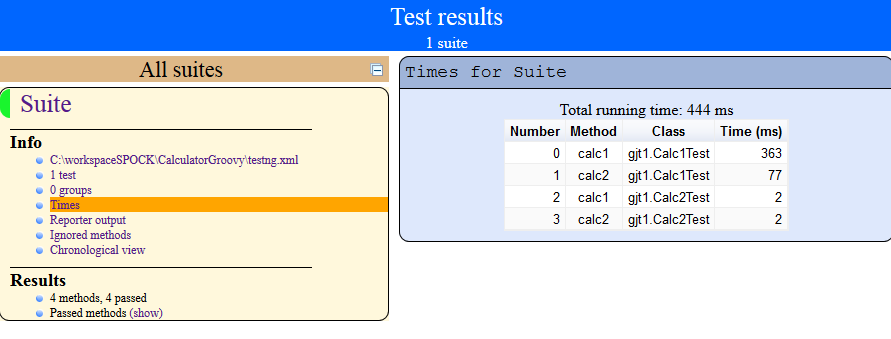 Test results
1 suite
All suites
Suite
Info
C:\workspaceSPOCK\CalculatorGroovy\testng.xml
1 test
0 groups
Times
Reporter output
Ignored methods
Chronological view
Results
4 methods, 4 passed
Passed methods (show)
Times for Suite
Total running time: 444 ms
Number Method Class Time (ms)
0 calc1 gjt1.Calc1Test 363
1 calc2 gjt1.Calc1Test 77
2 calc1 gjt1.Calc2Test 2
3 calc2 gjt1.Calc2Test 2